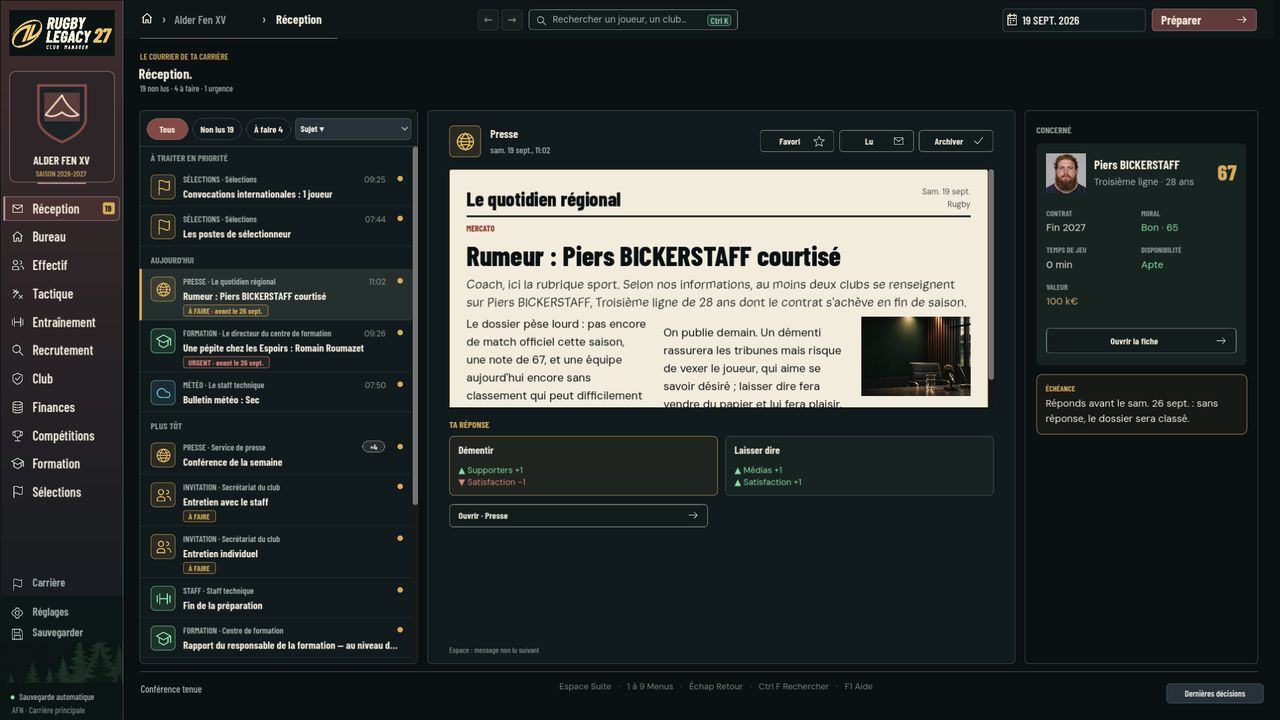 RUGBY
LEGACY 27
CLUB MANAGER
Alder Fen XV
Réception
Rechercher un joueur, un club...
Ctrl K
19 SEPT. 2026
Préparer
ALDER FEN XV
SAISON 2026-2027
Réception
19
Bureau
Effectif
Tactique
Entraînement
Recrutement
Club
Finances
Compétitions
Formation
Sélections
Carrière
Réglages
Sauvegarder
Sauvegarde automatique
AFN · Carrière principale
LE COURRIER DE TA CARRIÈRE
Réception.
19 non lus · 4 à faire · 1 urgence
Tous
Non lus 19
À faire 4
Sujet ▾
À TRAITER EN PRIORITÉ
SÉLECTIONS · Sélections
09:25
Convocations internationales : 1 joueur
SÉLECTIONS · Sélections
07:44
Les postes de sélectionneur
AUJOURD'HUI
PRESSE · Le quotidien régional
11:02
Rumeur : Piers BICKERSTAFF courtisé
À FAIRE · avant le 26 sept.
FORMATION · Le directeur du centre de formation
09:26
Une pépite chez les Espoirs : Romain Roumazet
URGENT · avant le 26 sept.
MÉTÉO · Le staff technique
07:50
Bulletin météo : Sec
PLUS TÔT
PRESSE · Service de presse
+4
Conférence de la semaine
INVITATION · Secrétariat du club
Entretien avec le staff
À FAIRE
INVITATION · Secrétariat du club
Entretien individuel
À FAIRE
STAFF · Staff technique
Fin de la préparation
FORMATION · Centre de formation
Rapport du responsable de la formation — au niveau d...
Presse
sam. 19 sept., 11:02
Favori
Lu
Archiver
Le quotidien régional
Sam. 19 sept.
Rugby
MERCATO
Rumeur : Piers BICKERSTAFF courtisé
Coach, ici la rubrique sport. Selon nos informations, au moins deux clubs se renseignent
sur Piers BICKERSTAFF, Troisième ligne de 28 ans dont le contrat s'achève en fin de saison.
Le dossier pèse lourd : pas encore
de match officiel cette saison,
une note de 67, et une équipe
aujourd'hui encore sans
classement qui peut difficilement
On publie demain. Un démenti
rassurera les tribunes mais risque
de vexer le joueur, qui aime se
savoir désiré ; laisser dire fera
vendre du papier et lui fera plaisir.
TA RÉPONSE
Démentir
▲ Supporters +1
▼ Satisfaction −1
Laisser dire
▲ Médias +1
▲ Satisfaction +1
Ouvrir · Presse
Espace : message non lu suivant
CONCERNÉ
Piers BICKERSTAFF
Troisième ligne · 28 ans
67
CONTRAT
Fin 2027
MORAL
Bon · 65
TEMPS DE JEU
0 min
DISPONIBILITÉ
Apte
VALEUR
100 k€
Ouvrir la fiche
ÉCHÉANCE
Réponds avant le sam. 26 sept. : sans
réponse, le dossier sera classé.
Conférence tenue
Espace Suite · 1 à 9 Menus · Échap Retour · Ctrl F Rechercher · F1 Aide
Dernières décisions